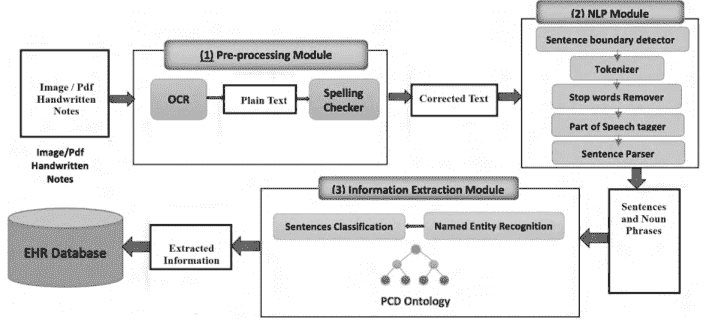 (1) Pre-processing Module
Image / Pdf
Handwritten
Notes
OCR
Plain Text
Spelling
Checker
Corrected Text
Image/Pdf
Handwritten
Notes
(2) NLP Module
Sentence boundary detector
Tokenizer
Stop words Remover
Part of Speech tagger
Sentence Parser
Sentences
and Noun
Phrases
(3) Information Extraction Module
Named Entity Recognition
Sentences Classification
PCD Ontology
Extracted
Information
EHR Database